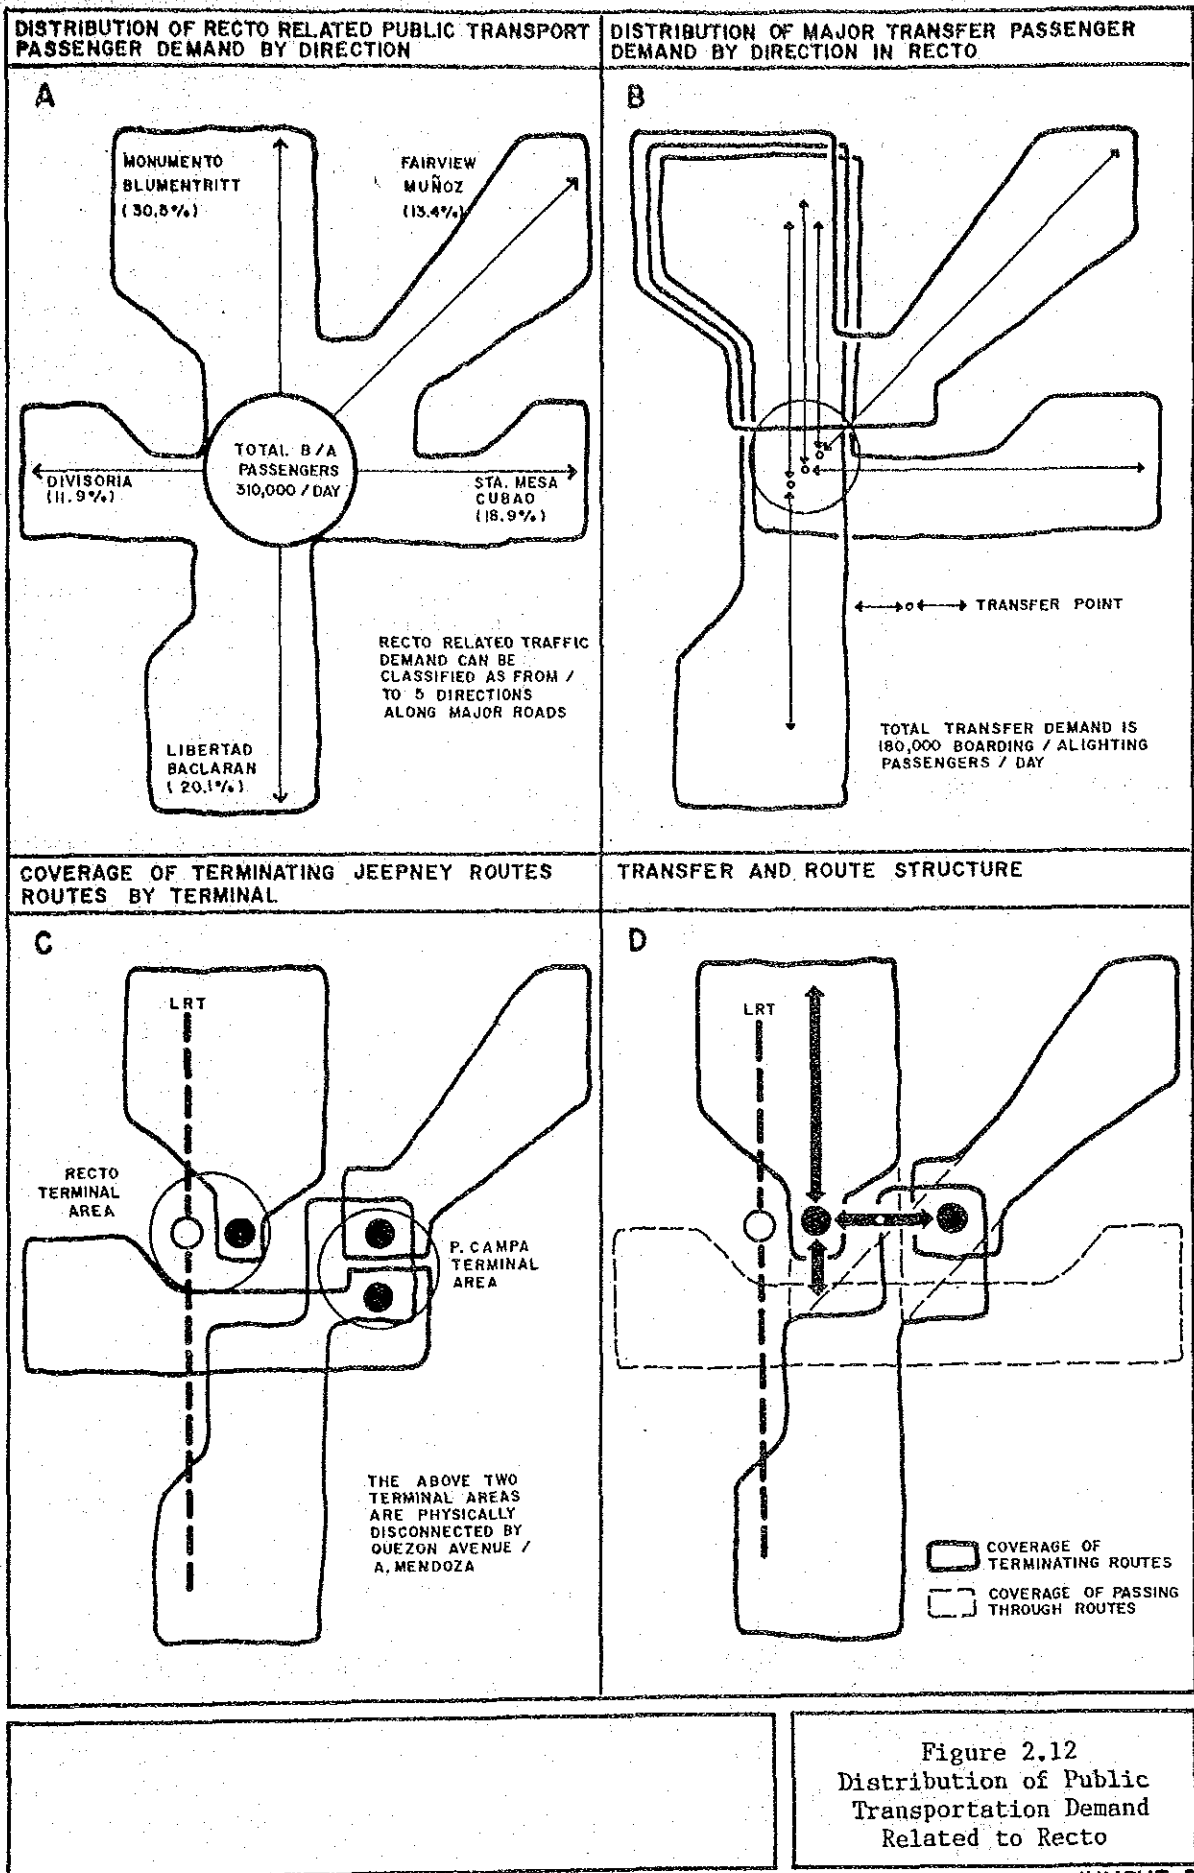 DISTRIBUTION OF RECTO RELATED PUBLIC TRANSPORT
PASSENGER DEMAND BY DIRECTION
A
MONUMENTO
BLUMENTRITT
(30.5%)
FAIRVIEW
MUÑOZ
(13.4%)
TOTAL B/A
PASSENGERS
310,000 / DAY
DIVISORIA
(11.9%)
STA. MESA
CUBAO
(18.9%)
RECTO RELATED TRAFFIC
DEMAND CAN BE
CLASSIFIED AS FROM /
TO 5 DIRECTIONS
ALONG MAJOR ROADS
LIBERTAD
BACLARAN
(20.1%)
DISTRIBUTION OF MAJOR TRANSFER PASSENGER
DEMAND BY DIRECTION IN RECTO
B
TRANSFER POINT
TOTAL TRANSFER DEMAND IS
180,000 BOARDING / ALIGHTING
PASSENGERS / DAY
COVERAGE OF TERMINATING JEEPNEY ROUTES
ROUTES BY TERMINAL
C
LRT
RECTO
TERMINAL
AREA
P. CAMPA
TERMINAL
AREA
THE ABOVE TWO
TERMINAL AREAS
ARE PHYSICALLY
DISCONNECTED BY
QUEZON AVENUE /
A. MENDOZA
TRANSFER AND ROUTE STRUCTURE
D
LRT
COVERAGE OF
TERMINATING ROUTES
COVERAGE OF PASSING
THROUGH ROUTES
Figure 2.12
Distribution of Public
Transportation Demand
Related to Recto